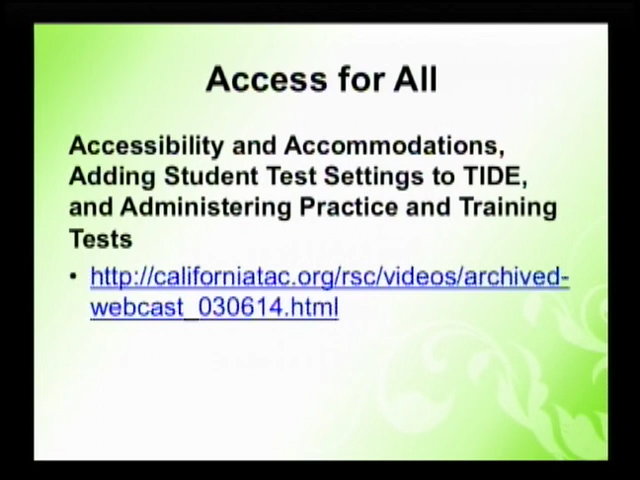 Access for All
Accessibility and Accommodations,
Adding Student Test Settings to TIDE,
and Administering Practice and Training
Tests
• http://californiatac.org/rsc/videos/archived-
webcast_030614.html